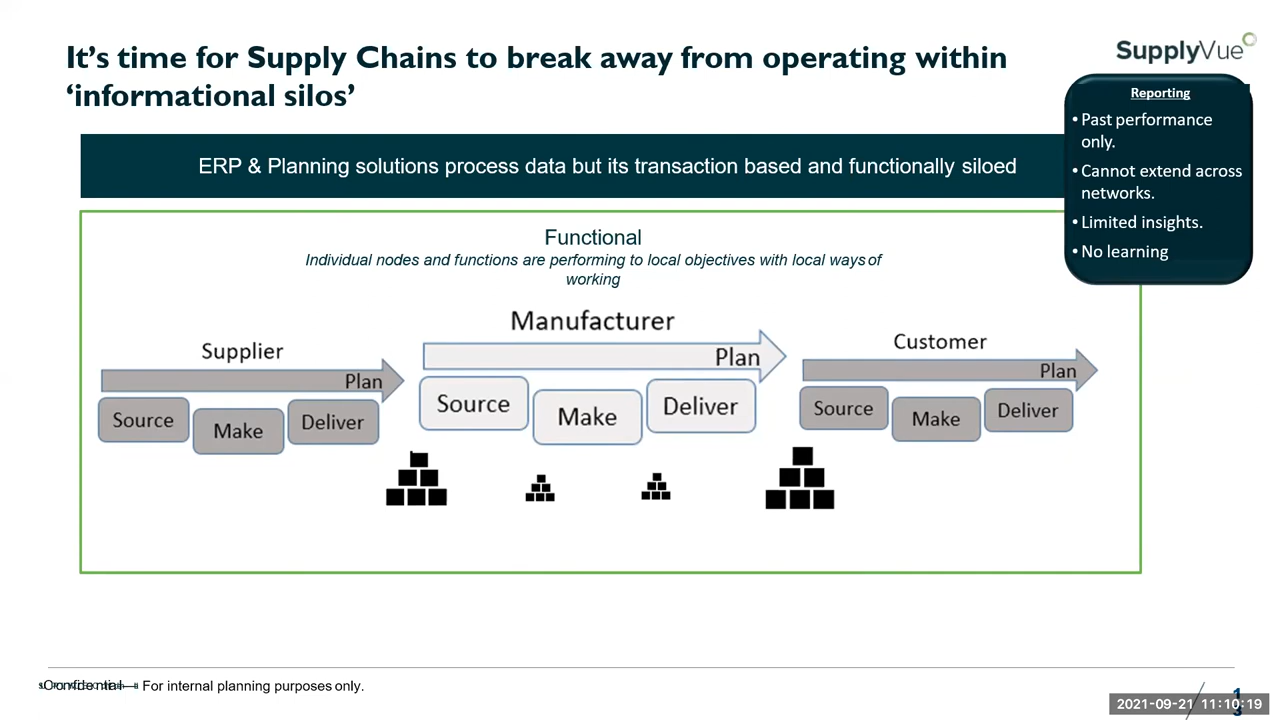 It's time for Supply Chains to break away from operating within
'informational silos'
SupplyVue
Reporting
• Past performance
only.
• Cannot extend across
networks.
• Limited insights.
• No learning
ERP & Planning solutions process data but its transaction based and functionally siloed
Functional
Individual nodes and functions are performing to local objectives with local ways of
working
Supplier
Plan
Source
Make
Deliver
Manufacturer
Plan
Source
Make
Deliver
Customer
Plan
Source
Make
Deliver
Confidential – For internal planning purposes only.
2021-09-21 11:10:19